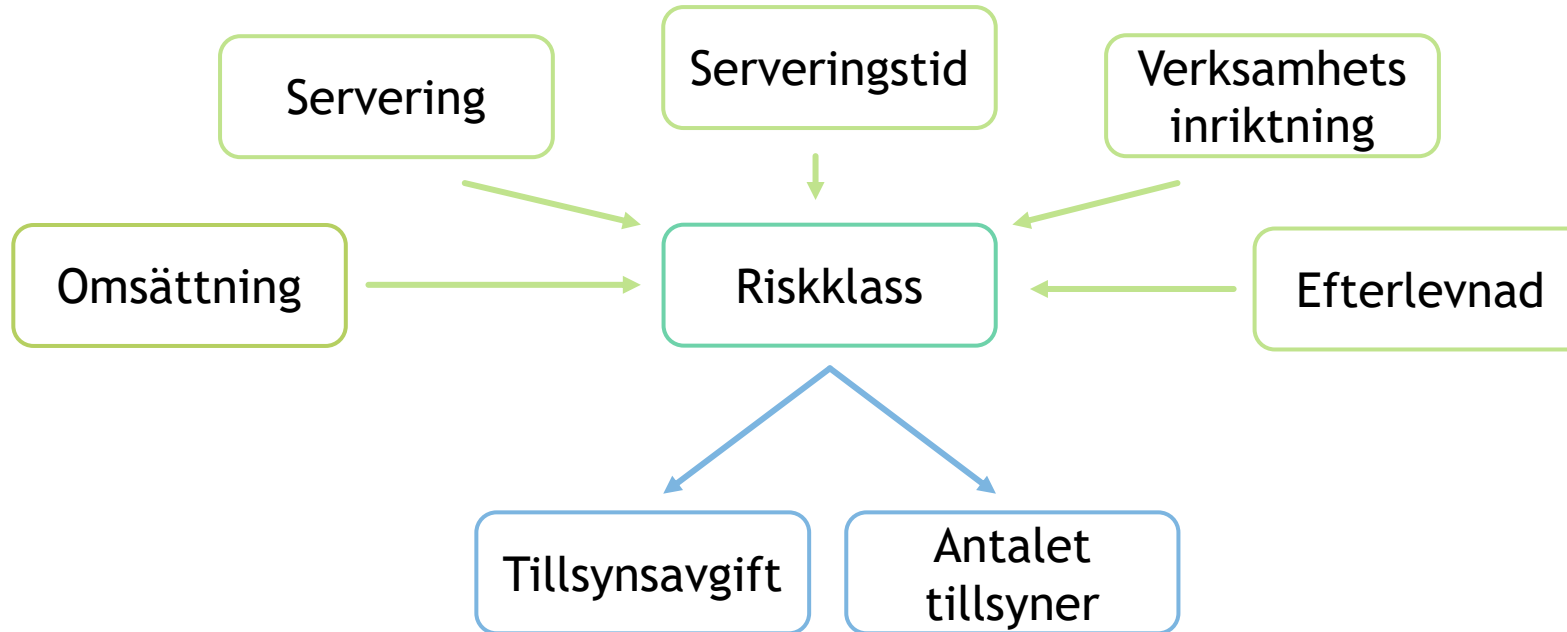 Servering
Serveringstid
Verksamhets
inriktning
Omsättning
Riskklass
Efterlevnad
Tillsynsavgift
Antalet
tillsyner